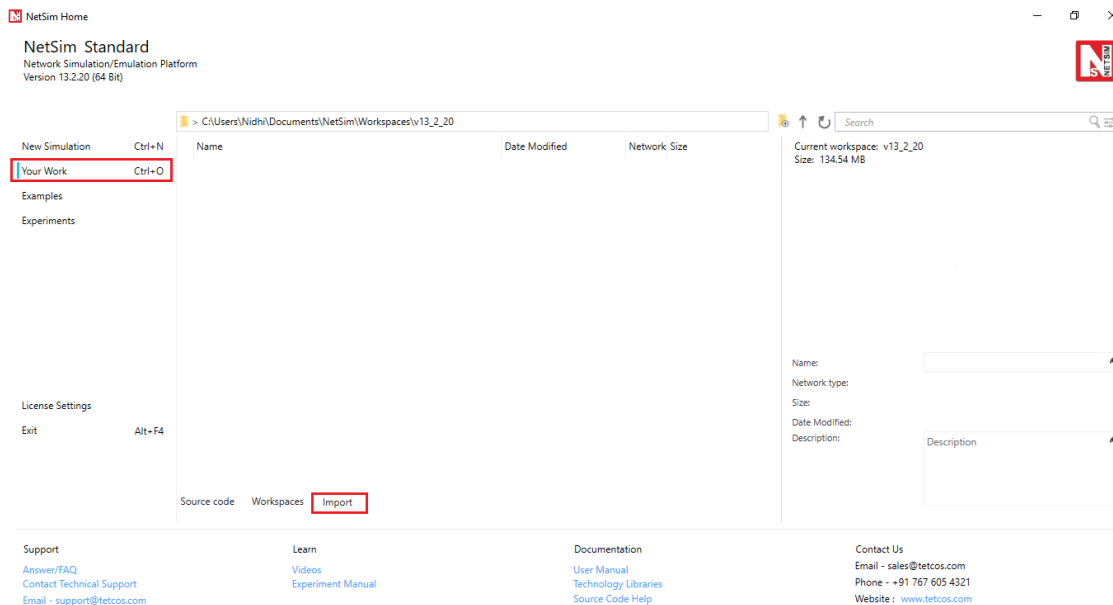 NetSim Home
NetSim Standard
Network Simulation/Emulation Platform
Version 13.2.20 (64 Bit)
NS NETSIM
> C:\Users\Nidhi\Documents\NetSim\Workspaces\v13_2_20
Search
New Simulation Ctrl+N
Your Work Ctrl+O
Examples
Experiments
License Settings
Exit Alt+F4
Name Date Modified Network Size
Source code Workspaces Import
Current workspace: v13_2_20
Size: 134.54 MB
Name:
Network type:
Size:
Date Modified:
Description: Description
Support
Answer/FAQ
Contact Technical Support
Email - support@tetcos.com
Learn
Videos
Experiment Manual
Documentation
User Manual
Technology Libraries
Source Code Help
Contact Us
Email - sales@tetcos.com
Phone - +91 767 605 4321
Website : www.tetcos.com